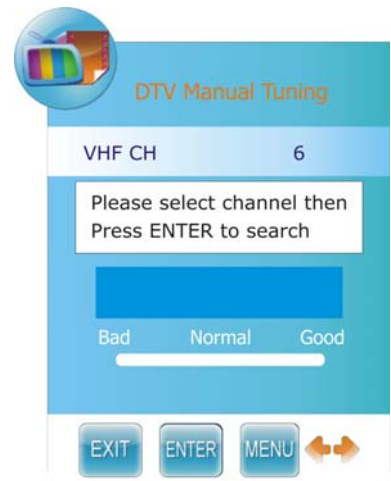 DTV Manual Tuning
VHF CH 6
Please select channel then
Press ENTER to search
Bad Normal Good
EXIT ENTER MENU